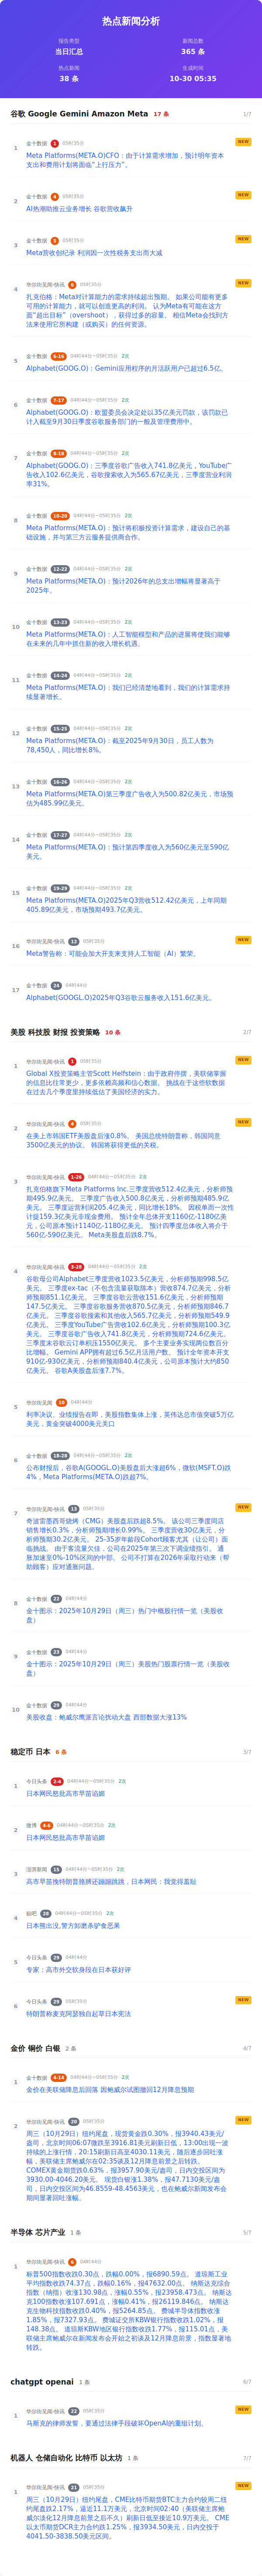 热点新闻分析
报告类型
当日汇总
新闻总数
365 条
热点新闻
38 条
生成时间
10-30 05:35
谷歌 Google Gemini Amazon Meta 17 条 1/7
1 金十数据 1 05时35分 NEW
Meta Platforms(META.O)CFO：由于计算需求增加，预计明年资本支出和费用计划将面临“上行压力”。
2 金十数据 4 05时35分 NEW
AI热潮助推云业务增长 谷歌营收飙升
3 金十数据 5 05时35分 NEW
Meta营收创纪录 利润因一次性税务支出而大减
4 华尔街见闻-快讯 8 05时35分 NEW
扎克伯格：Meta对计算能力的需求持续超出预期。 如果公司能有更多可用的计算能力，就可以创造更高的利润。 认为Meta有可能在这方面“超出目标”（overshoot），获得过多的容量。 相信Meta会找到方法来使用它所构建（或购买）的任何资源。
5 金十数据 6-16 04时44分~05时35分 2次
Alphabet(GOOG.O)：Gemini应用程序的月活跃用户已超过6.5亿。
6 金十数据 7-17 04时44分~05时35分 2次
Alphabet(GOOG.O)：欧盟委员会决定处以35亿美元罚款，该罚款已计入截至9月30日季度谷歌服务部门的一般及管理费用中。
7 金十数据 8-18 04时44分~05时35分 2次
Alphabet(GOOG.O)：三季度谷歌广告收入741.8亿美元，YouTube广告收入102.6亿美元，谷歌搜索收入为565.67亿美元，三季度营业利润率31%。
8 金十数据 10-20 04时44分~05时35分 2次
Meta Platforms(META.O)：预计将积极投资计算需求，建设自己的基础设施，并与第三方云服务提供商合作。
9 金十数据 12-22 04时44分~05时35分 2次
Meta Platforms(META.O)：预计2026年的总支出增幅将显著高于2025年。
10 金十数据 13-23 04时44分~05时35分 2次
Meta Platforms(META.O)：人工智能模型和产品的进展将使我们能够在未来的几年中抓住新的收入增长机遇。
11 金十数据 14-24 04时44分~05时35分 2次
Meta Platforms(META.O)：我们已经清楚地看到，我们的计算需求持续显著增长。
12 金十数据 15-25 04时44分~05时35分 2次
Meta Platforms(META.O)：截至2025年9月30日，员工人数为78,450人，同比增长8%。
13 金十数据 16-26 04时44分~05时35分 2次
Meta Platforms(META.O)第三季度广告收入为500.82亿美元，市场预估为485.99亿美元。
14 金十数据 17-27 04时44分~05时35分 2次
Meta Platforms(META.O)：预计第四季度收入为560亿美元至590亿美元。
15 金十数据 19-29 04时44分~05时35分 2次
Meta Platforms(META.O)2025年Q3营收512.42亿美元，上年同期405.89亿美元，市场预期493.7亿美元。
16 华尔街见闻 12 05时35分 NEW
Meta警告称：可能会加大开支来支持人工智能（AI）繁荣。
17 金十数据 24 04时44分
Alphabet(GOOGL.O)2025年Q3谷歌云服务收入151.6亿美元。
美股 科技股 财报 投资策略 10 条 2/7
1 华尔街见闻-快讯 1 05时35分 NEW
Global X投资策略主管Scott Helfstein：由于政府停摆，美联储掌握的信息比往常更少，更多依赖高频和信心数据。 挑战在于这些软数据在过去几个季度里持续低估了美国经济的实力。
2 华尔街见闻-快讯 4 05时35分 NEW
在美上市韩国ETF美股盘后涨0.8%。 美国总统特朗普称，韩国同意3500亿美元的协议。 韩国将获得更低的关税。
3 华尔街见闻-快讯 1-26 04时44分~05时35分 2次
扎克伯格旗下Meta Platforms Inc.三季度营收512.4亿美元，分析师预期495.9亿美元。 三季度广告收入500.8亿美元，分析师预期485.9亿美元。 三季度运营利润205.4亿美元，同比增长18%。 因税单而一次性计提159.3亿美元非现金费用。 预计全年总体开支1160亿-1180亿美元，公司原本预计1140亿-1180亿美元。 预计四季度总体收入将介于560亿-590亿美元。 Meta美股盘后跌8.7%。
4 华尔街见闻-快讯 3-28 04时44分~05时35分 2次
谷歌母公司Alphabet三季度营收1023.5亿美元，分析师预期998.5亿美元。 三季度ex-tac（不包含流量获取陈本）营收874.7亿美元，分析师预期851.1亿美元。 三季度谷歌云营收151.6亿美元，分析师预期147.5亿美元。 三季度谷歌服务营收870.5亿美元，分析师预期846.7亿美元。 三季度谷歌搜索和其他收入565.7亿美元，分析师预期549.9亿美元。 三季度YouTube广告营收102.6亿美元，分析师预期100.3亿美元。 三季度谷歌广告收入741.8亿美元，分析师预期724.6亿美元。 三季度末谷歌云订单积压1550亿美元。 多个主要业务实现两位数百分比增幅。 Gemini APP拥有超过6.5亿月活用户数。 预计全年资本开支910亿-930亿美元，分析师预期840.4亿美元，公司原本预计大约850亿美元。 谷歌A美股盘后涨7.7%。
5 华尔街见闻 10 04时44分
利率决议、业绩报告在即，美股指数集体上涨，英伟达总市值突破5万亿美元，黄金突破4000美元关口
6 金十数据 18-28 04时44分~05时35分 2次
公布财报后，谷歌A(GOOGL.O)美股盘后大涨超6%，微软(MSFT.O)跌4%，Meta Platforms(META.O)跌超7%。
7 华尔街见闻-快讯 13 05时35分 NEW
奇波雷墨西哥烧烤（CMG）美股盘后跌超8.5%。 该公司三季度同店销售增长0.3%，分析师预期增长0.99%。 三季度营收30亿美元，分析师预期30.2亿美元。 25-35岁年龄段Cohort顾客尤其（让公司）面临挑战。 由于客流量欠佳，公司在2025年第三次下调业绩指引。 通胀加速至0%-10%区间的中部。 公司不打算在2026年采取行动来（帮助顾客）应对通胀问题。
8 金十数据 22 04时44分
金十图示：2025年10月29日（周三）热门中概股行情一览（美股收盘）
9 金十数据 23 04时44分
金十图示：2025年10月29日（周三）美股热门股票行情一览（美股收盘）
10 金十数据 29 04时44分
美股收盘：鲍威尔鹰派言论扰动大盘 西部数据大涨13%
稳定币 日本 6 条 3/7
1 今日头条 2-4 04时44分~05时35分 2次
日本网民怒批高市早苗谄媚
2 微博 4-6 04时44分~05时35分 2次
日本网民怒批高市早苗谄媚
3 澎湃新闻 15 04时44分~05时35分 2次
高市早苗挽特朗普胳膊还蹦蹦跳跳，日本网民：我觉得羞耻
4 贴吧 28 04时44分~05时35分 2次
日本熊出没,警方卸磨杀驴食恶果
5 今日头条 29 04时44分
专家：高市外交软身段在日本获好评
6 今日头条 29 05时35分 NEW
特朗普称麦克阿瑟独自起草日本宪法
金价 铜价 白银 2 条 4/7
1 金十数据 4-14 04时44分~05时35分 2次
金价在美联储降息后回落 因鲍威尔试图撤回12月降息预期
2 华尔街见闻-快讯 20 05时35分 NEW
周三（10月29日）纽约尾盘，现货黄金跌0.30%，报3940.43美元/盎司，北京时间06:07微跌至3916.81美元刷新日低，13:00出现一波持续的上涨行情，20:15刷新日高至4030.11美元，随后逐步回吐涨幅，美联储主席鲍威尔在02:35谈及12月降息前景之后转跌。 COMEX黄金期货跌0.63%，报3957.90美元/盎司，日内交投区间为3930.00-4046.20美元。 现货白银涨1.38%，报47.7130美元/盎司，日内交投区间为46.8559-48.4563美元，也在鲍威尔新闻发布会期间显著回吐涨幅。
半导体 芯片产业 1 条 5/7
1 华尔街见闻-快讯 6 04时44分
标普500指数收跌0.30点，跌幅0.00%，报6890.59点。 道琼斯工业平均指数收跌74.37点，跌幅0.16%，报47632.00点。 纳斯达克综合指数（纳指）收涨130.98点，涨幅0.55%，报23958.473点。 纳斯达克100指数收涨107.691点，涨幅0.41%，报26119.846点。 纳斯达克生物科技指数收跌0.40%，报5264.85点。 费城半导体指数收涨1.85%，报7327.93点。 费城证交所KBW银行指数收跌1.02%，报148.38点。 道琼斯KBW地区银行指数收跌1.77%，报115.01点，美联储主席鲍威尔在新闻发布会开始之初谈及12月降息前景，指数显著地转跌。
chatgpt openai 1 条 6/7
1 华尔街见闻-快讯 22 05时35分 NEW
马斯克的律师发誓，要通过法律手段破坏OpenAI的重组计划。
机器人 仓储自动化 比特币 以太坊 1 条 7/7
1 华尔街见闻-快讯 21 05时35分 NEW
周三（10月29日）纽约尾盘，CME比特币期货BTC主力合约较周二纽约尾盘跌2.17%，逼近11.1万美元，北京时间02:40（美联储主席鲍威尔淡化12月降息前景之后不久）刷新日低至接近10.9万美元。 CME以太币期货DCR主力合约跌1.25%，报3934.50美元，日内交投于4041.50-3838.50美元区间。